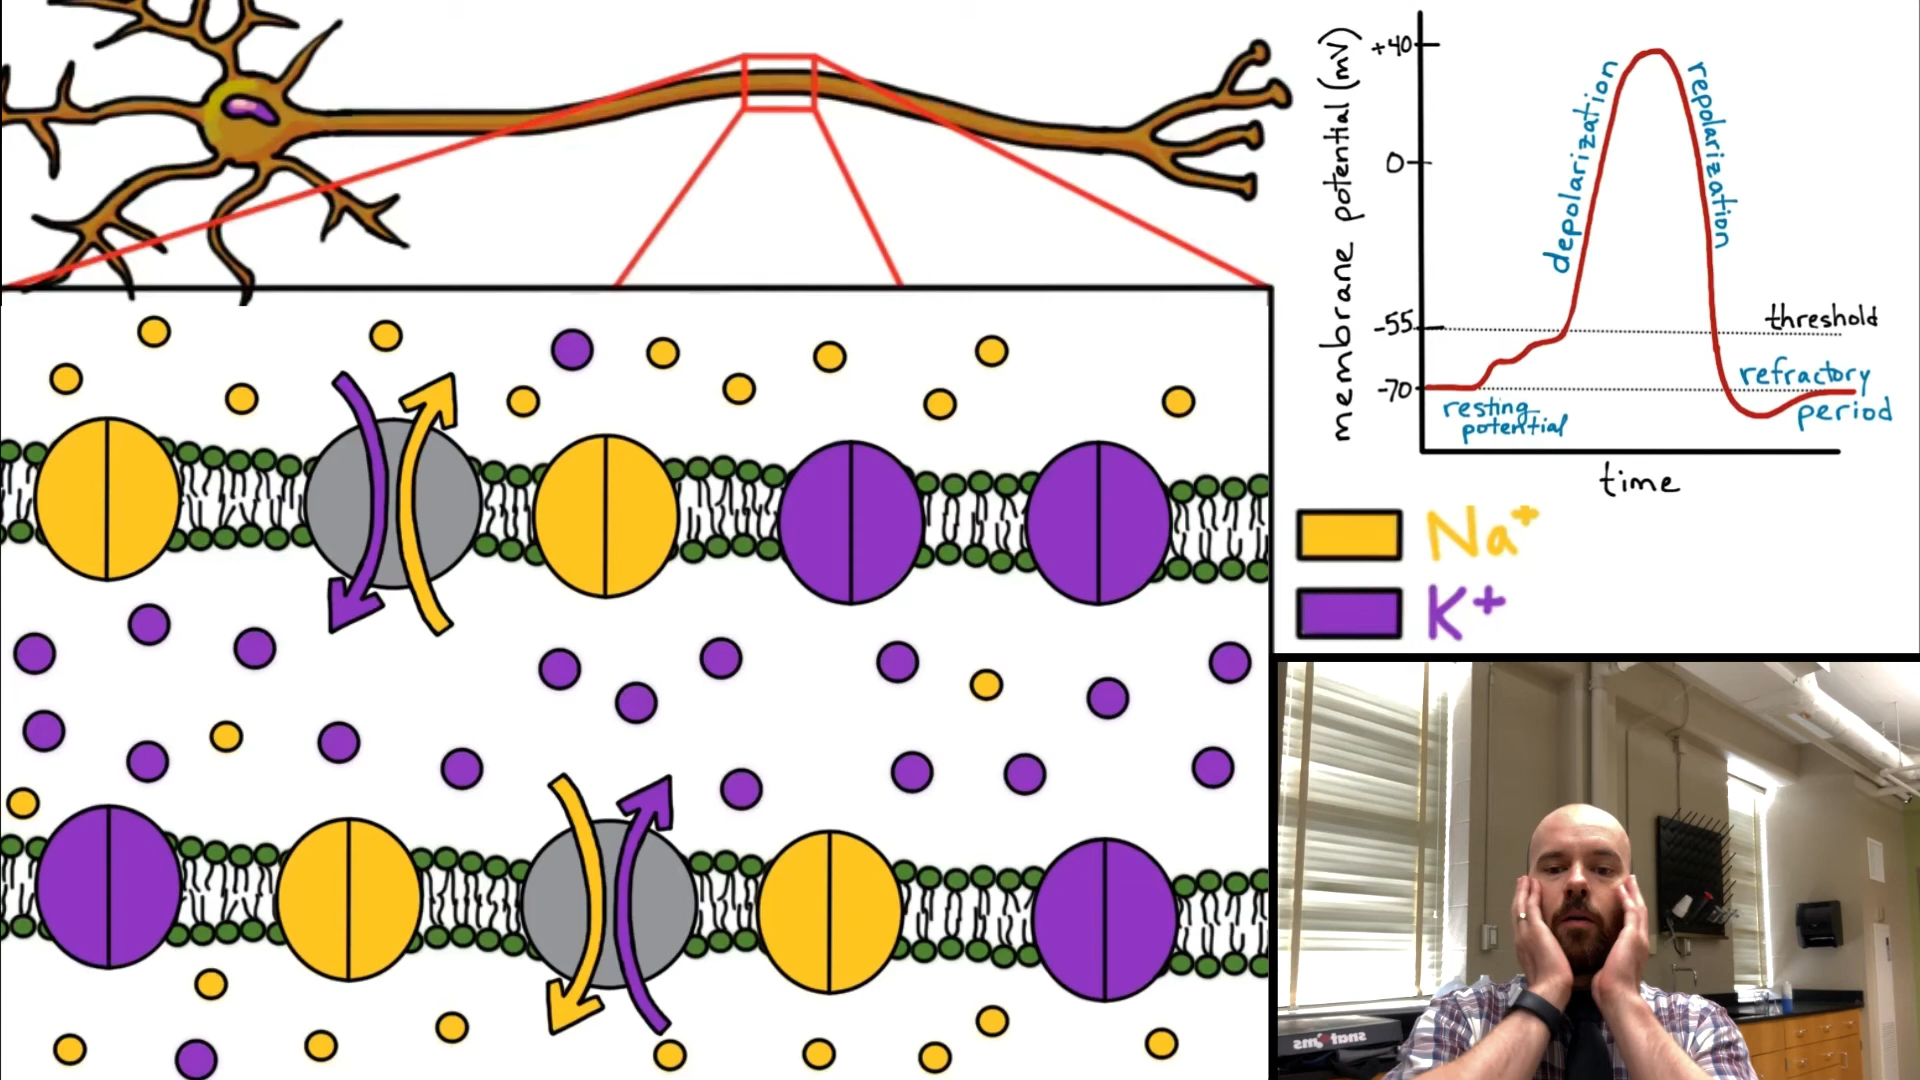 membrane potential (mV)
+40
0
-55
-70
depolarization
repolarization
threshold
refractory
period
resting
potential
time
Na+
K+